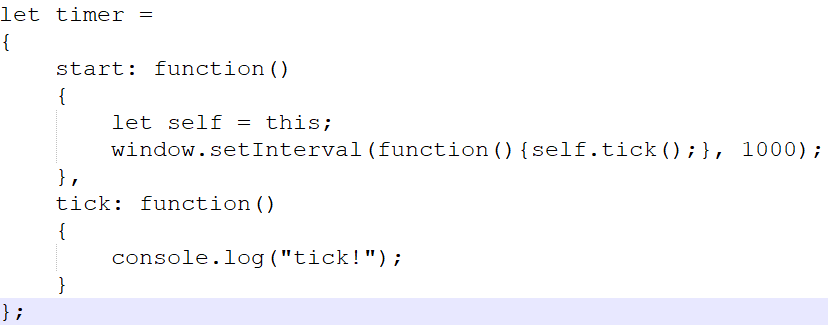 let timer =
{
    start: function()
    {
        let self = this;
        window.setInterval(function(){self.tick();}, 1000);
    },
    tick: function()
    {
        console.log("tick!");
    }
};